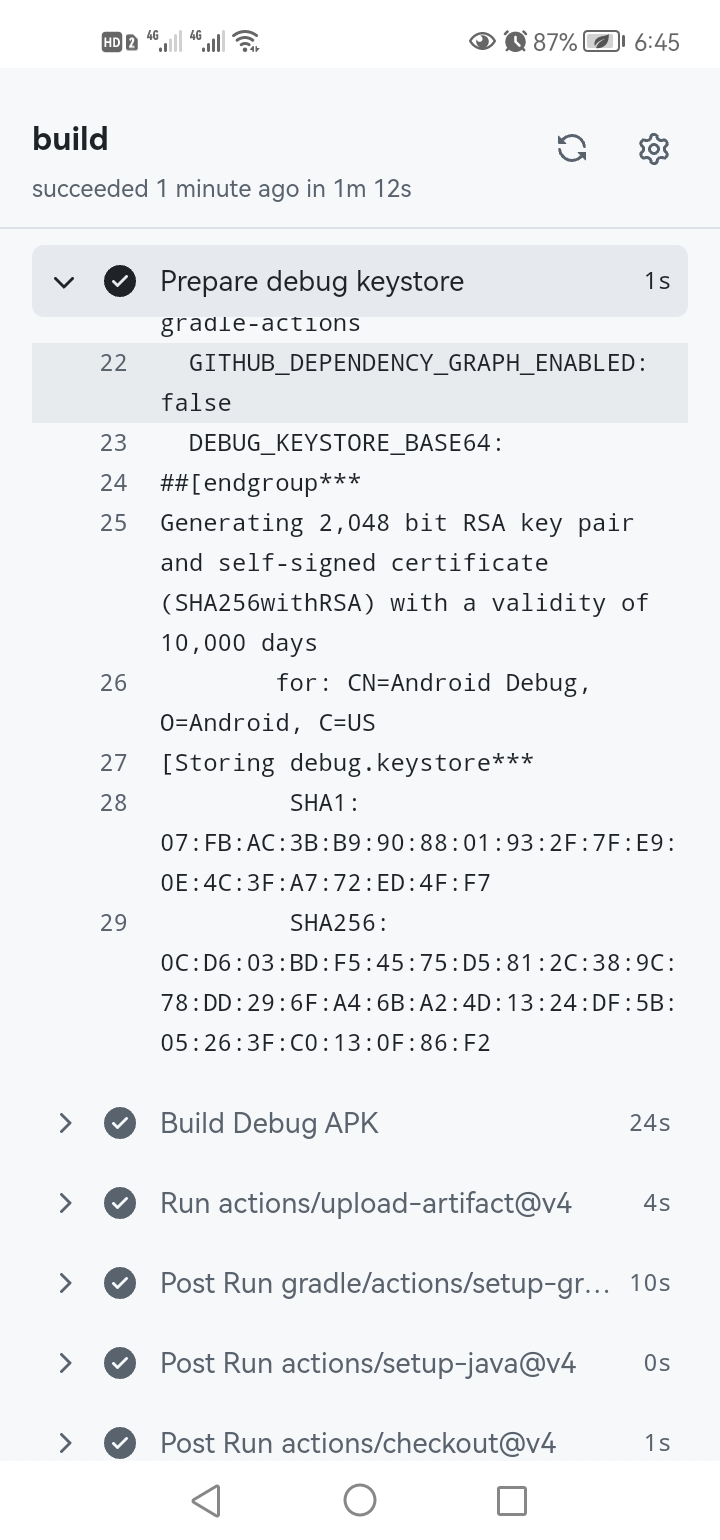 HD 2 4G 4G 87% 6:45
build
succeeded 1 minute ago in 1m 12s
Prepare debug keystore 1s
gradle-actions
22 GITHUB_DEPENDENCY_GRAPH_ENABLED:
false
23 DEBUG_KEYSTORE_BASE64:
24 ##[endgroup***
25 Generating 2,048 bit RSA key pair
and self-signed certificate
(SHA256withRSA) with a validity of
10,000 days
26 for: CN=Android Debug,
O=Android, C=US
27 [Storing debug.keystore***
28 SHA1:
07:FB:AC:3B:B9:90:88:01:93:2F:7F:E9:
0E:4C:3F:A7:72:ED:4F:F7
29 SHA256:
0C:D6:03:BD:F5:45:75:D5:81:2C:38:9C:
78:DD:29:6F:A4:6B:A2:4D:13:24:DF:5B:
05:26:3F:C0:13:0F:86:F2
Build Debug APK 24s
Run actions/upload-artifact@v4 4s
Post Run gradle/actions/setup-gr... 10s
Post Run actions/setup-java@v4 0s
Post Run actions/checkout@v4 1s